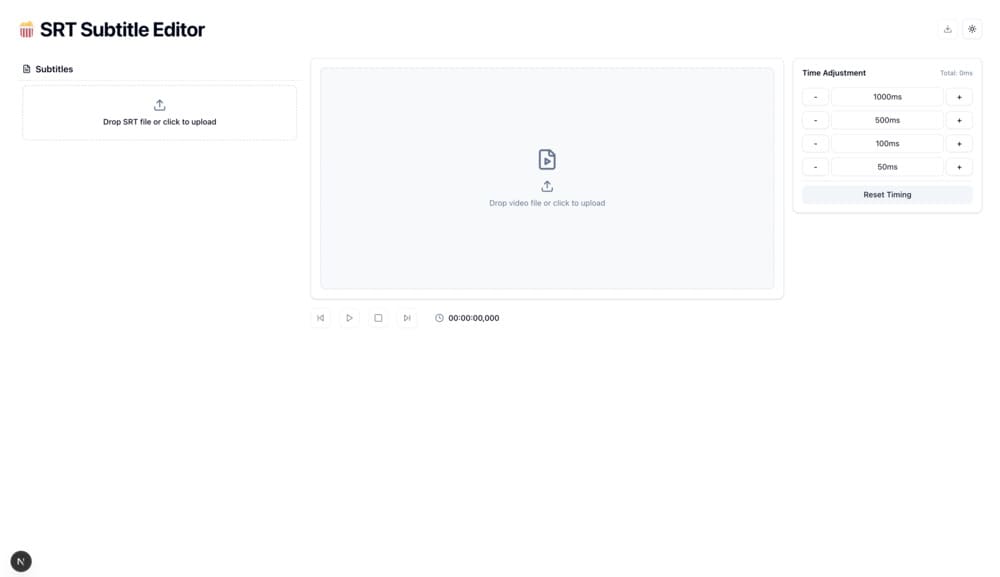 SRT Subtitle Editor
Subtitles
Drop SRT file or click to upload
Drop video file or click to upload
00:00:00,000
Time Adjustment
Total: 0ms
- 1000ms +
- 500ms +
- 100ms +
- 50ms +
Reset Timing
N